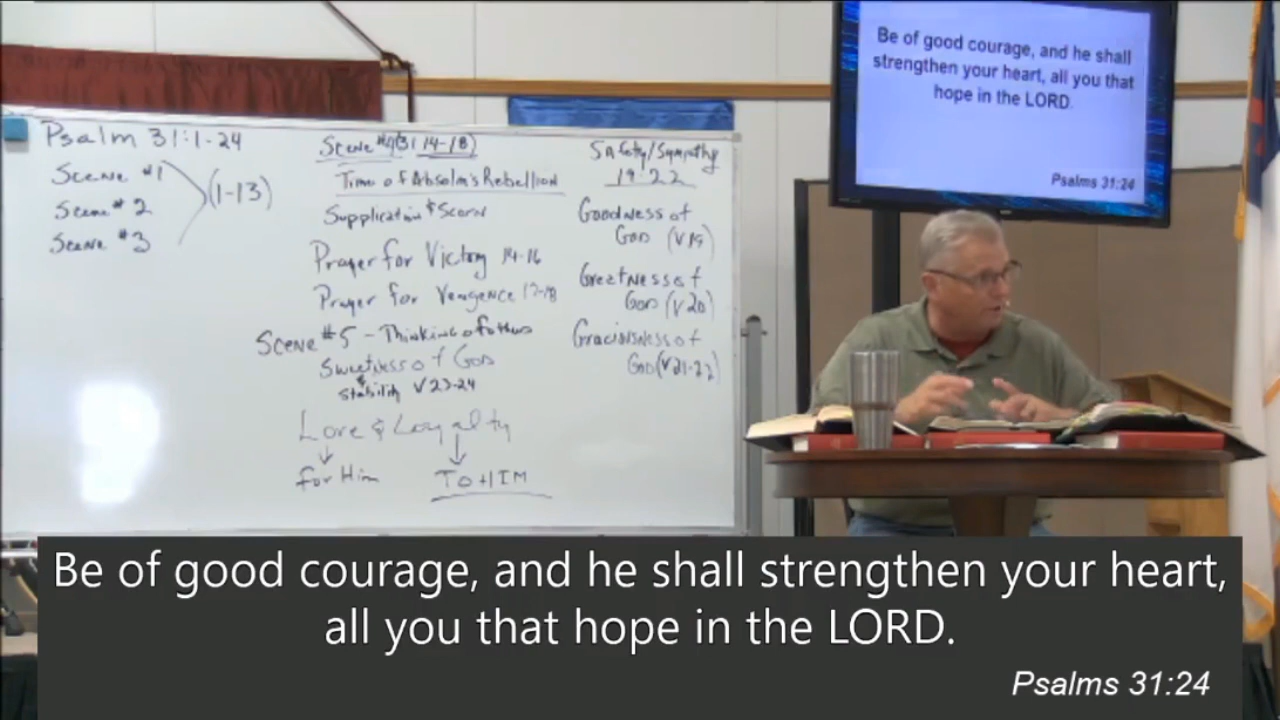 Psalm 31:1-24
Scene #1
Scene # 2
Scene #3
(1-13)
Scene #4(31 14-18)
Time of Absolm's Rebellion
Supplication & Scorn
Prayer for Victory 14-16
Prayer for Vengence 17-18
Scene #5 - Thinking of others
Sweetness of God
&
Stability V23-24
Love & Loyalty
for Him
TO HIM
Safety/Sympathy
19-22
Goodness of
God (V19)
Greetness of
God (V20)
Graciousness of
God (V21-22)
Be of good courage, and he shall
strengthen your heart, all you that
hope in the LORD.
Psalms 31:24
Be of good courage, and he shall strengthen your heart,
all you that hope in the LORD.
Psalms 31:24